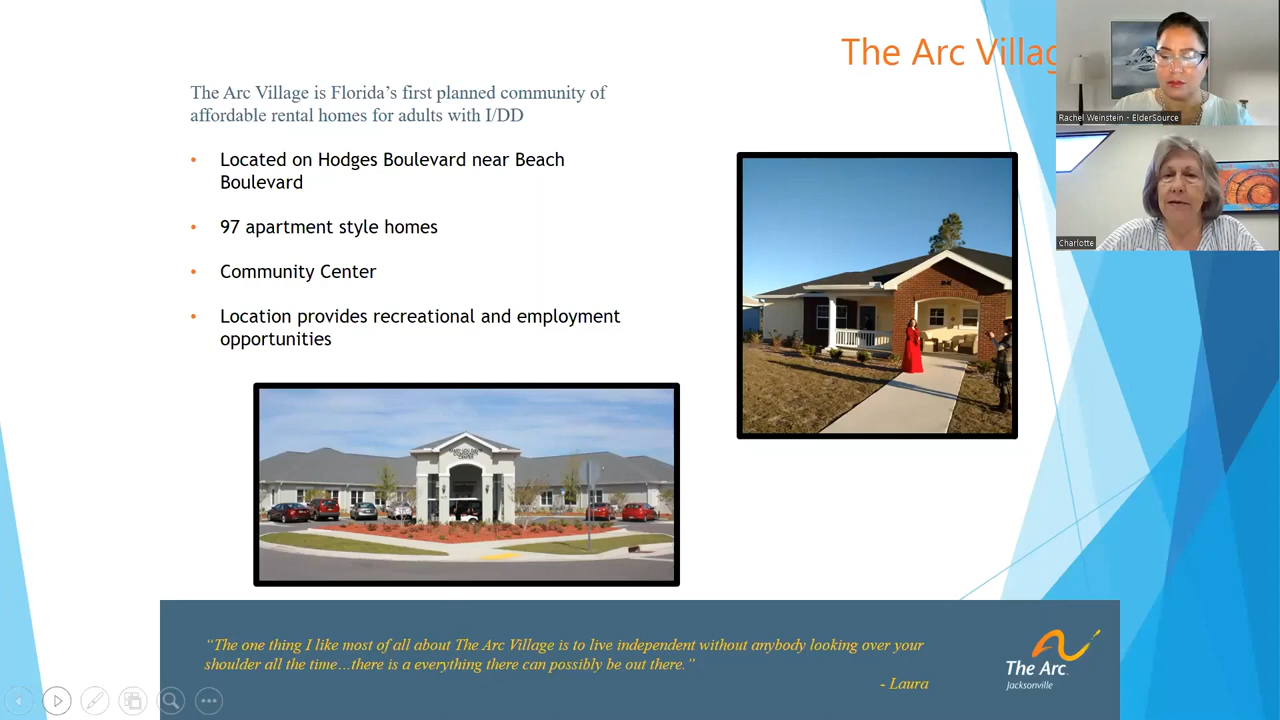 The Arc Villag
Rachel Weinstein - ElderSource
Charlotte
The Arc Village is Florida's first planned community of
affordable rental homes for adults with I/DD
• Located on Hodges Boulevard near Beach
Boulevard
• 97 apartment style homes
• Community Center
• Location provides recreational and employment
opportunities
“The one thing I like most of all about The Arc Village is to live independent without anybody looking over your
shoulder all the time…there is a everything there can possibly be out there.”
- Laura
The Arc
Jacksonville